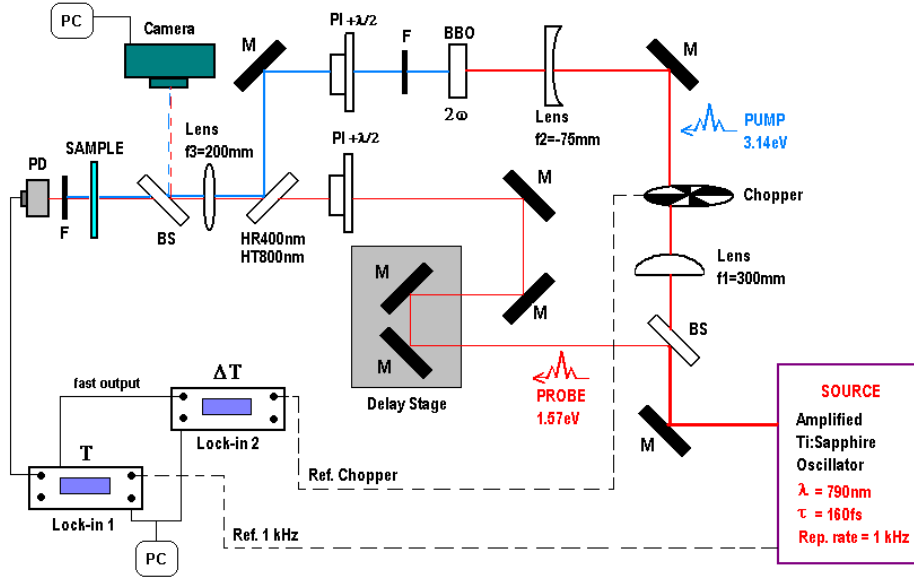 PC
Camera
M
PI +λ/2
F
BBO
2ω
Lens
f2=-75mm
M
PUMP
3.14eV
Lens
f3=200mm
PI +λ/2
SAMPLE
PD
F
BS
HR400nm
HT800nm
M
Chopper
Lens
f1=300mm
M
M
M
BS
Delay Stage
PROBE
1.57eV
M
SOURCE
Amplified
Ti:Sapphire
Oscillator
λ = 790nm
τ = 160fs
Rep. rate = 1 kHz
fast output
ΔT
Lock-in 2
T
Lock-in 1
Ref. Chopper
Ref. 1 kHz
PC